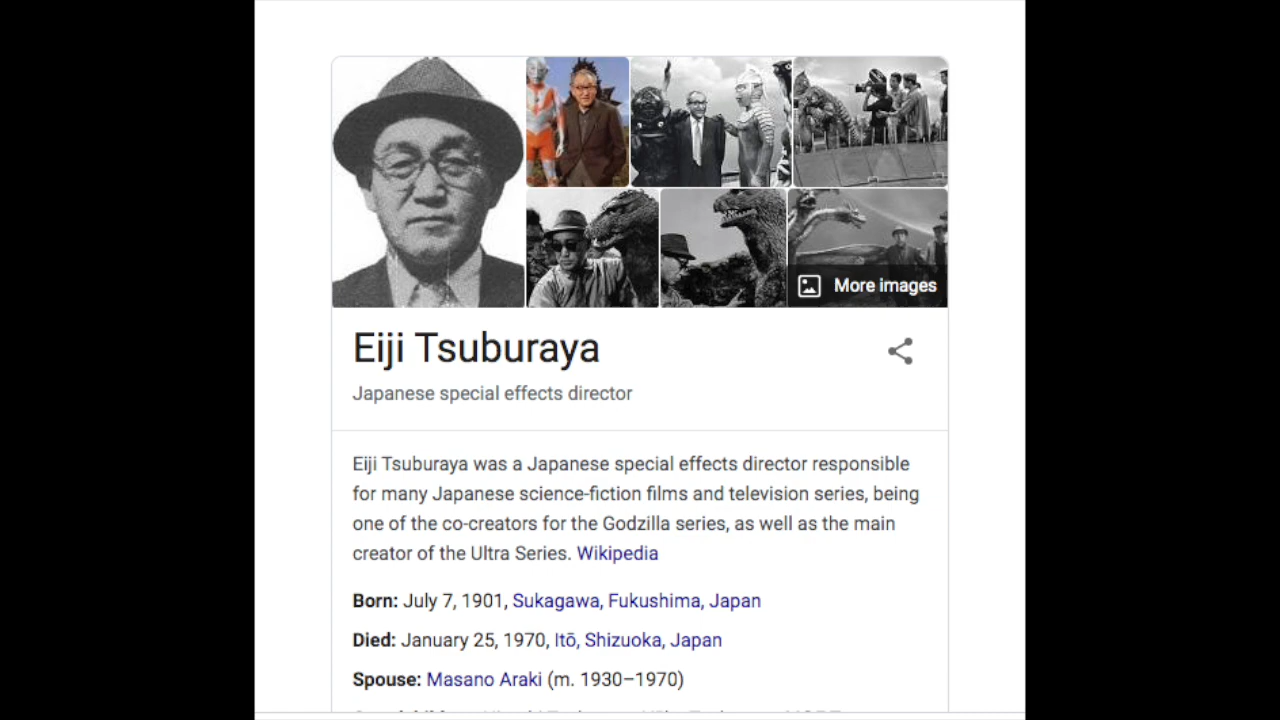 More images
Eiji Tsuburaya
Japanese special effects director
Eiji Tsuburaya was a Japanese special effects director responsible
for many Japanese science-fiction films and television series, being
one of the co-creators for the Godzilla series, as well as the main
creator of the Ultra Series. Wikipedia
Born: July 7, 1901, Sukagawa, Fukushima, Japan
Died: January 25, 1970, Itō, Shizuoka, Japan
Spouse: Masano Araki (m. 1930–1970)